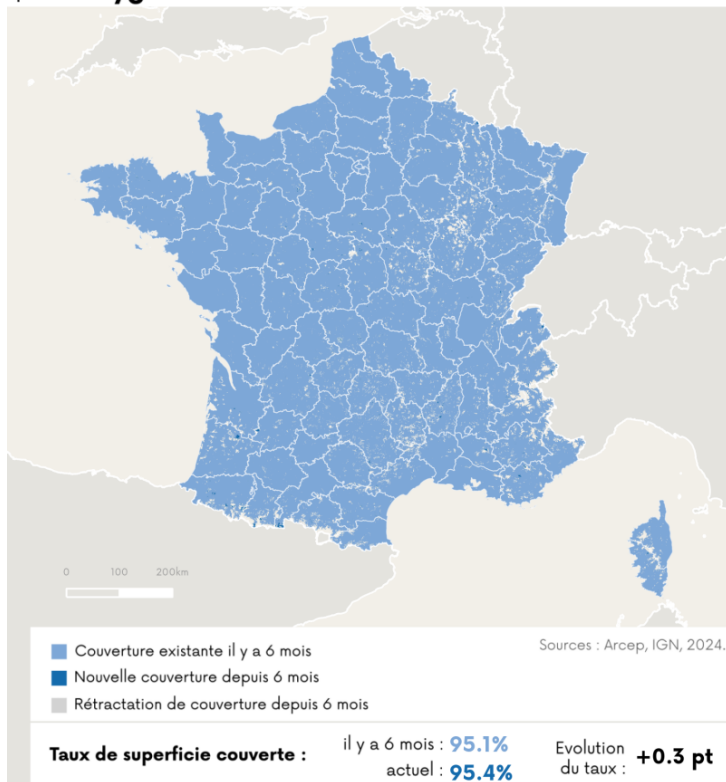 0 100 200km
Couverture existante il y a 6 mois
Sources : Arcep, IGN, 2024.
Nouvelle couverture depuis 6 mois
Rétractation de couverture depuis 6 mois
Taux de superficie couverte :
il y a 6 mois : 95.1%
actuel : 95.4%
Evolution
du taux : +0.3 pt